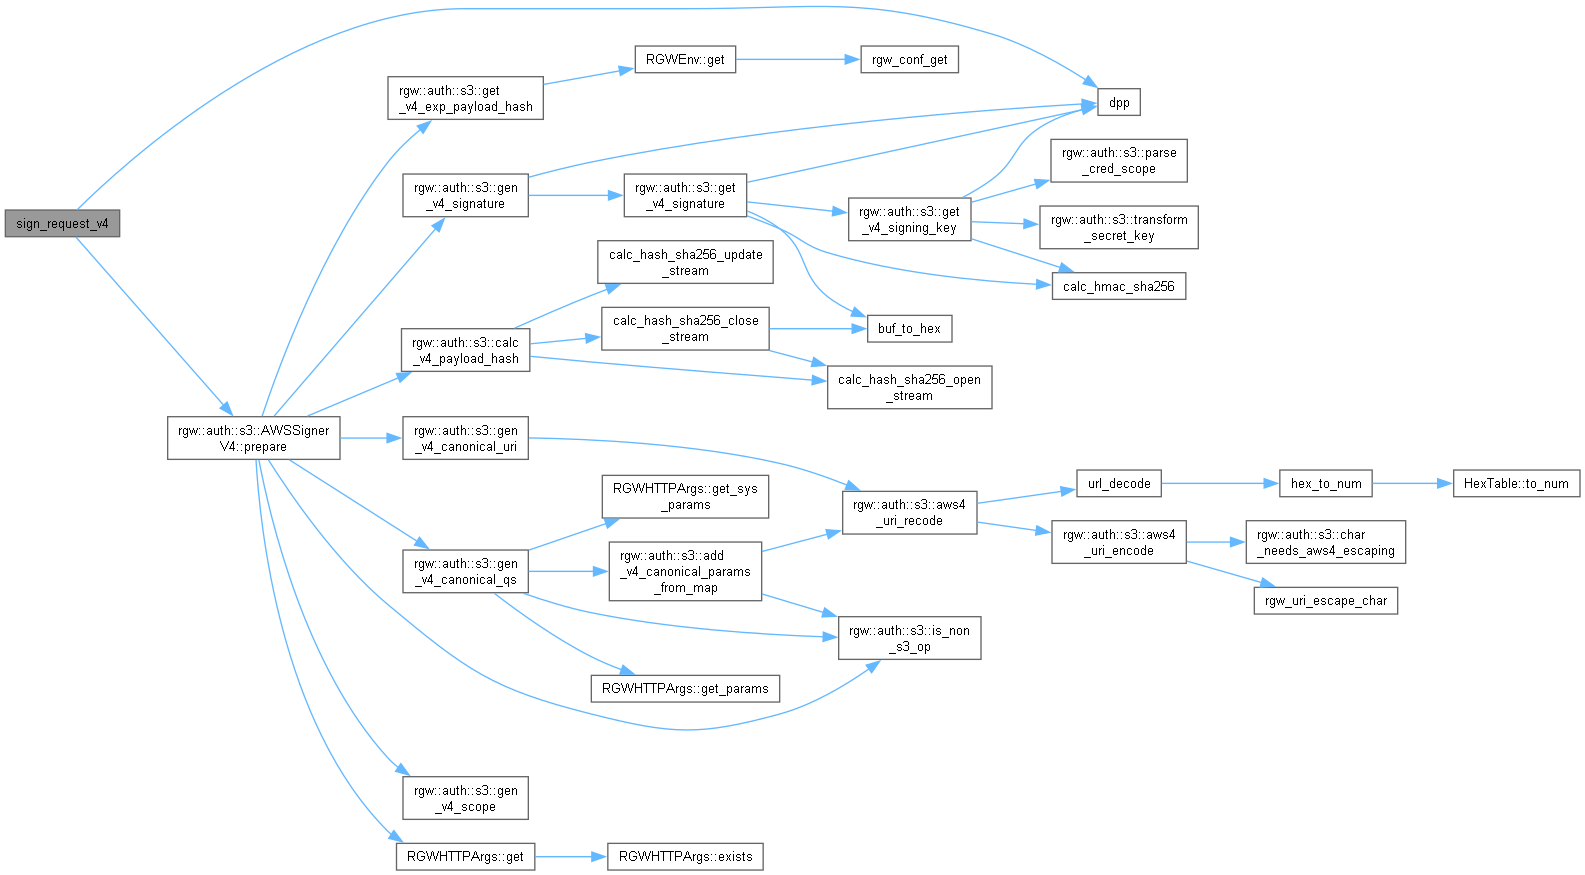 sign_request_v4
rgw::auth::s3::AWSSigner
V4::prepare
rgw::auth::s3::get
_v4_exp_payload_hash
rgw::auth::s3::gen
_v4_signature
rgw::auth::s3::calc
_v4_payload_hash
rgw::auth::s3::gen
_v4_canonical_uri
rgw::auth::s3::gen
_v4_canonical_qs
rgw::auth::s3::gen
_v4_scope
RGWHTTPArgs::get
RGWEnv::get
rgw::auth::s3::get
_v4_signature
calc_hash_sha256_update
_stream
calc_hash_sha256_close
_stream
RGWHTTPArgs::get_sys
_params
rgw::auth::s3::add
_v4_canonical_params
_from_map
RGWHTTPArgs::get_params
RGWHTTPArgs::exists
rgw_conf_get
rgw::auth::s3::get
_v4_signing_key
buf_to_hex
calc_hash_sha256_open
_stream
rgw::auth::s3::aws4
_uri_recode
rgw::auth::s3::is_non
_s3_op
dpp
rgw::auth::s3::parse
_cred_scope
rgw::auth::s3::transform
_secret_key
calc_hmac_sha256
url_decode
rgw::auth::s3::aws4
_uri_encode
hex_to_num
rgw::auth::s3::char
_needs_aws4_escaping
rgw_uri_escape_char
HexTable::to_num